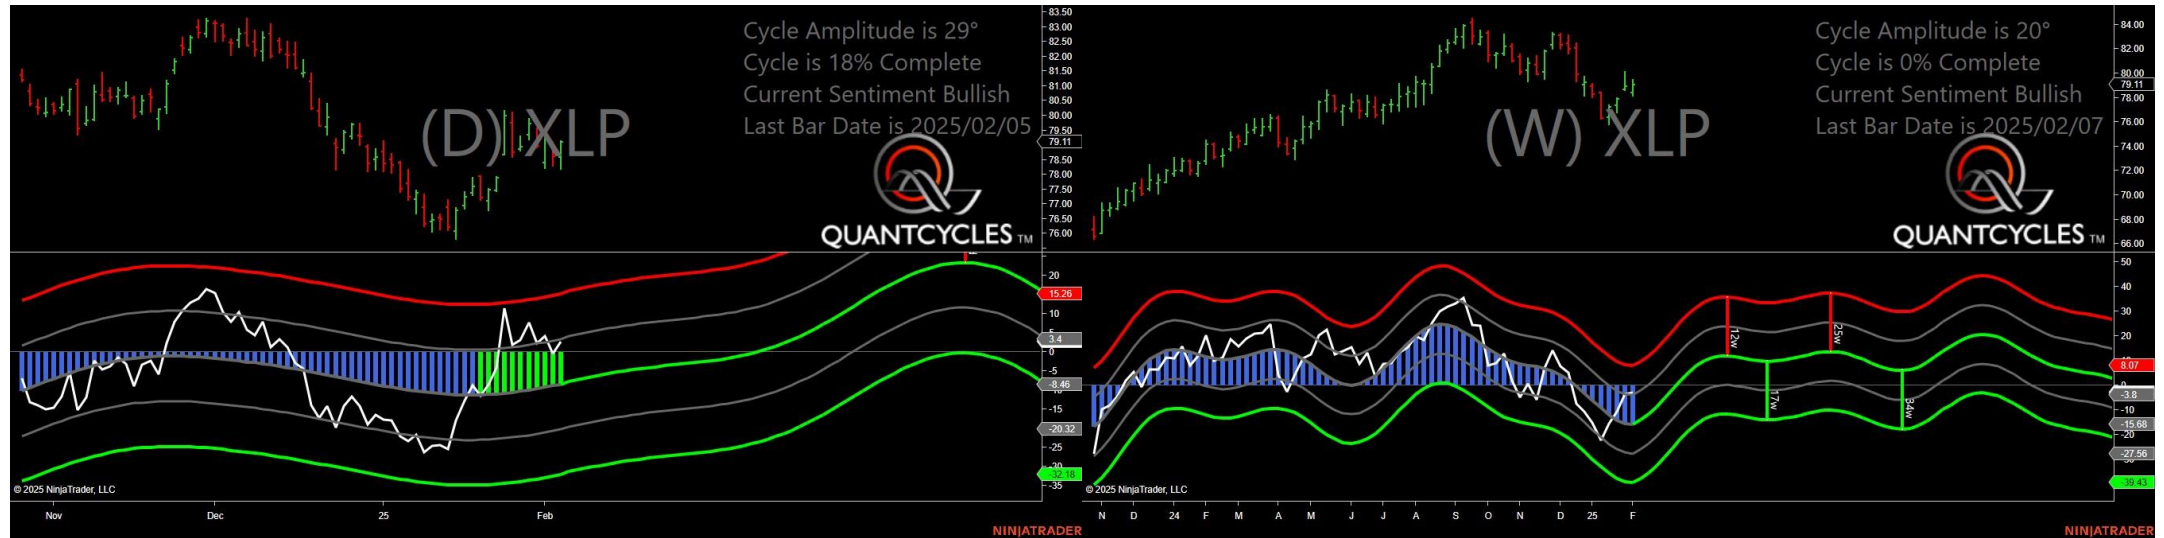 Cycle Amplitude is 29°
Cycle is 18% Complete
Current Sentiment Bullish
Last Bar Date is 2025/02/05
(D) XLP
QUANTCYCLES TM
83.50
83.00
82.50
82.00
81.50
81.00
80.50
80.00
79.50
79.11
78.50
78.00
77.50
77.00
76.50
76.00
20
15.26
10
5
3.4
0
-5
-8.46
-15
-20.32
-25
-30
-32.18
-35
© 2025 NinjaTrader, LLC
Nov
Dec
25
Feb
NINJATRADER
Cycle Amplitude is 20°
Cycle is 0% Complete
Current Sentiment Bullish
Last Bar Date is 2025/02/07
(W) XLP
QUANTCYCLES TM
84.00
82.00
80.00
79.11
78.00
76.00
74.00
72.00
70.00
68.00
66.00
50
40
30
20
8.07
0
-3.8
-10
-15.68
-20
-27.56
-39.43
12w
25w
17w
34w
© 2025 NinjaTrader, LLC
N D 24 F M A M J J A S O N D 25 F
NINJATRADER